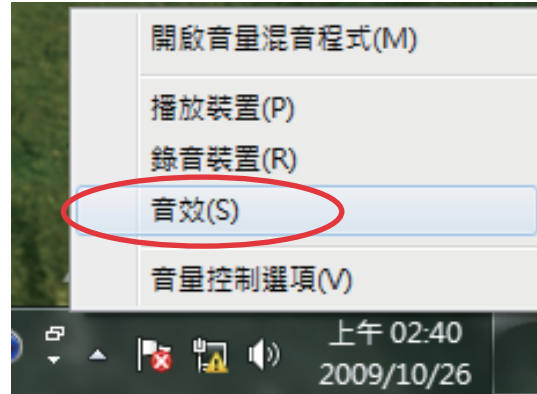 開啟音量混音程式(M)
播放裝置(P)
錄音裝置(R)
音效(S)
音量控制選項(V)
上午 02:40
2009/10/26